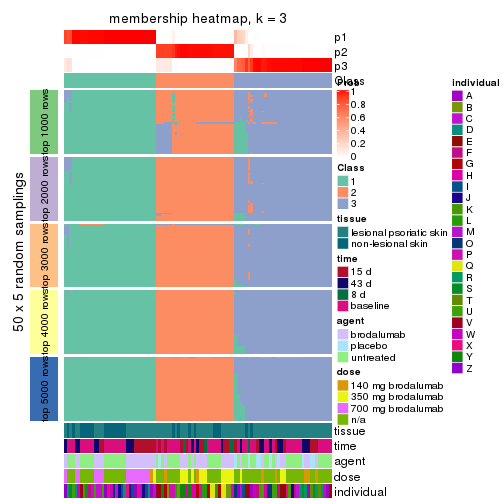 membership heatmap, k = 3
p1
p2
p3
Class
50 x 5 random samplings
top 1000 rows
top 2000 rows
top 3000 rows
top 4000 rows
top 5000 rows
tissue
time
agent
dose
individual
1
0.8
0.6
0.4
0.2
0
Class
1
2
3
tissue
lesional psoriatic skin
non-lesional skin
time
15 d
43 d
8 d
baseline
agent
brodalumab
placebo
untreated
dose
140 mg brodalumab
350 mg brodalumab
700 mg brodalumab
n/a
individual
A
B
C
D
E
F
G
H
I
J
K
L
M
O
P
Q
R
S
T
U
V
W
X
Y
Z